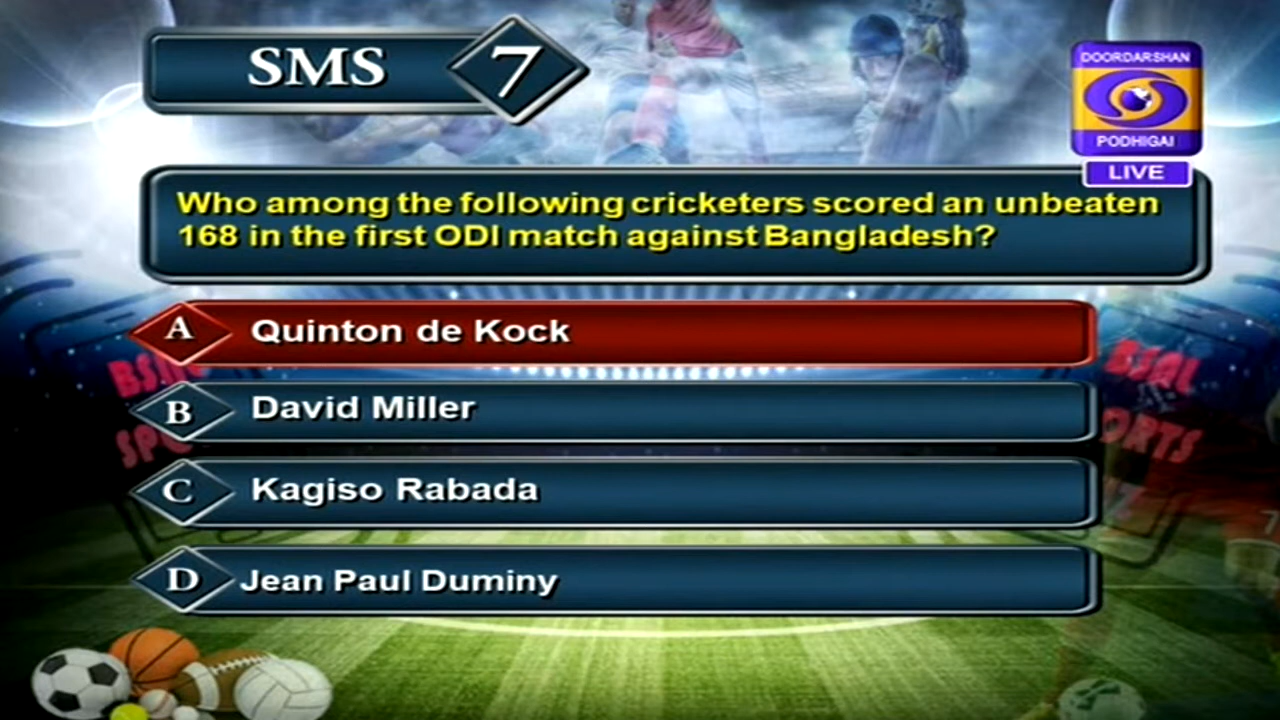 SMS 7
DOORDARSHAN
PODHIGAI
LIVE
Who among the following cricketers scored an unbeaten
168 in the first ODI match against Bangladesh?
A Quinton de Kock
B David Miller
C Kagiso Rabada
D Jean Paul Duminy